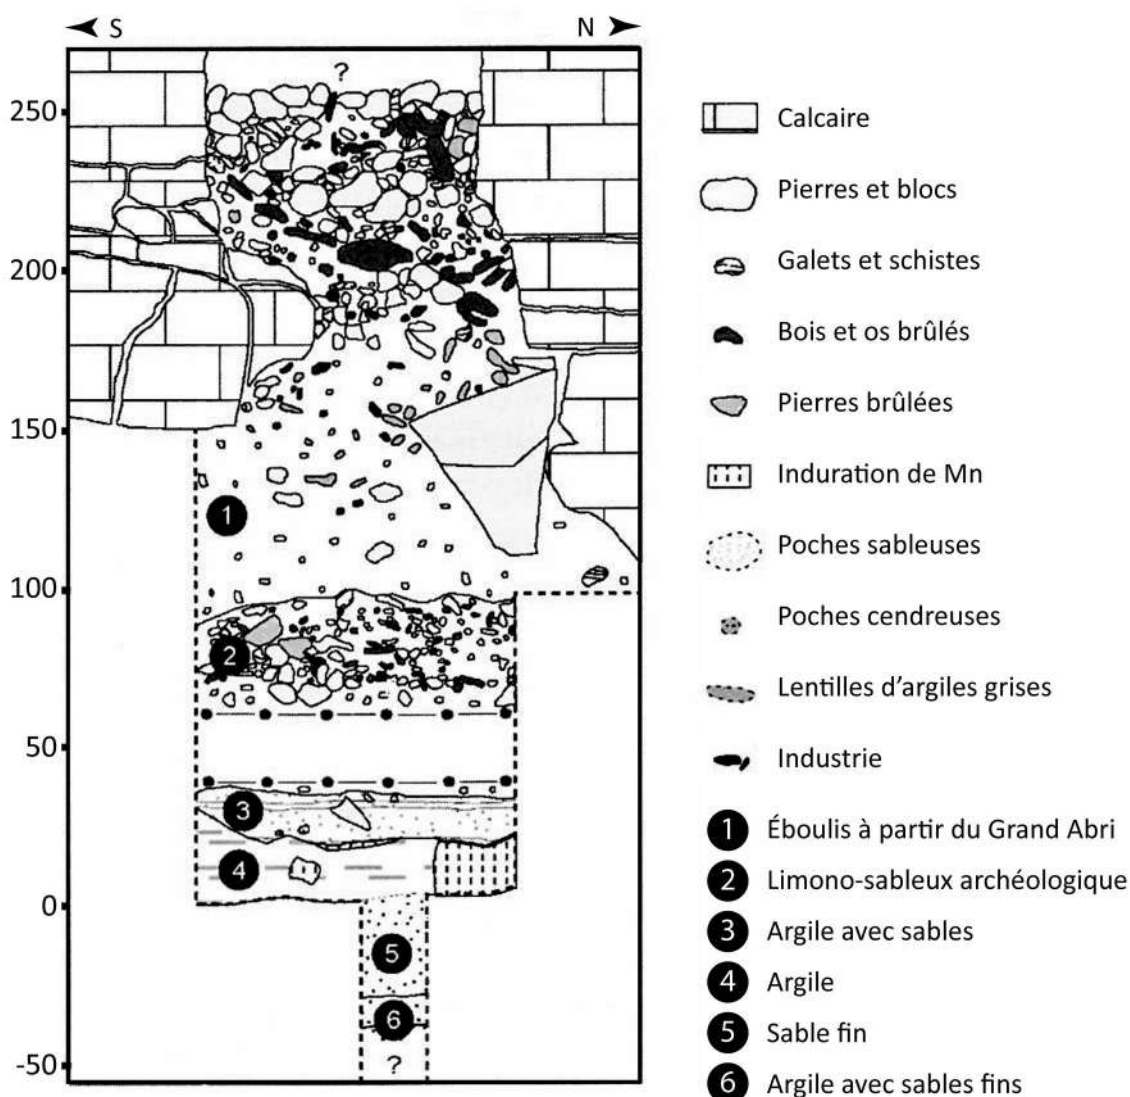 S N
?
250
200
150
100
50
0
-50
1
2
3
4
5
6
?
Calcaire
Pierres et blocs
Galets et schistes
Bois et os brûlés
Pierres brûlées
Induration de Mn
Poches sableuses
Poches cendreuses
Lentilles d'argiles grises
Industrie
1 Éboulis à partir du Grand Abri
2 Limono-sableux archéologique
3 Argile avec sables
4 Argile
5 Sable fin
6 Argile avec sables fins